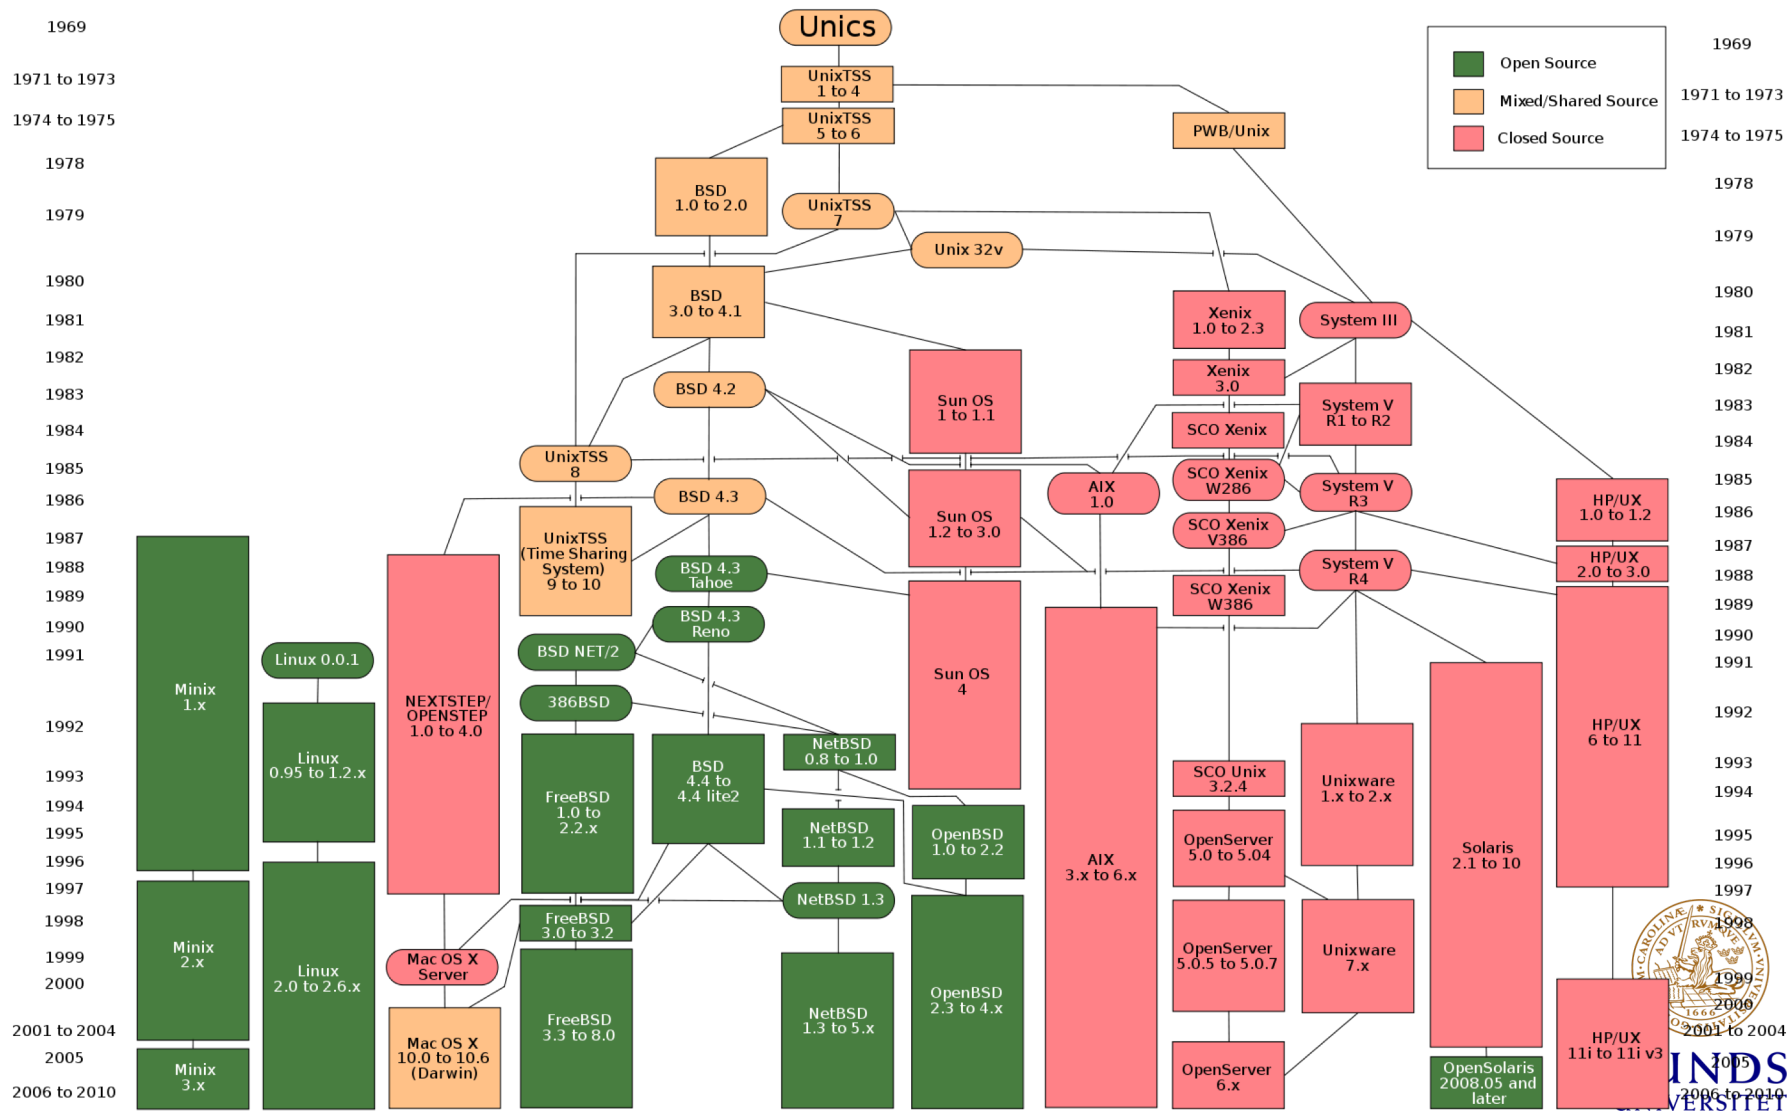 Unics
UnixTSS
1 to 4
UnixTSS
5 to 6
PWB/Unix
BSD
1.0 to 2.0
UnixTSS
7
Unix 32v
BSD
3.0 to 4.1
Xenix
1.0 to 2.3
System III
Xenix
3.0
BSD 4.2
Sun OS
1 to 1.1
System V
R1 to R2
SCO Xenix
UnixTSS
8
SCO Xenix
W286
AIX
1.0
System V
R3
BSD 4.3
HP/UX
1.0 to 1.2
Sun OS
1.2 to 3.0
SCO Xenix
V386
UnixTSS
(Time Sharing
System)
9 to 10
HP/UX
2.0 to 3.0
BSD 4.3
Tahoe
System V
R4
SCO Xenix
W386
BSD 4.3
Reno
BSD NET/2
Linux 0.0.1
Minix
1.x
Sun OS
4
NEXTSTEP/
OPENSTEP
1.0 to 4.0
386BSD
HP/UX
6 to 11
NetBSD
0.8 to 1.0
Linux
0.95 to 1.2.x
BSD
4.4 to
4.4 lite2
SCO Unix
3.2.4
Unixware
1.x to 2.x
FreeBSD
1.0 to
2.2.x
NetBSD
1.1 to 1.2
OpenBSD
1.0 to 2.2
OpenServer
5.0 to 5.04
Solaris
2.1 to 10
AIX
3.x to 6.x
NetBSD 1.3
FreeBSD
3.0 to 3.2
Minix
2.x
OpenServer
5.0.5 to 5.0.7
Unixware
7.x
Mac OS X
Server
Linux
2.0 to 2.6.x
OpenBSD
2.3 to 4.x
NetBSD
1.3 to 5.x
FreeBSD
3.3 to 8.0
Mac OS X
10.0 to 10.6
(Darwin)
HP/UX
11i to 11i v3
Minix
3.x
OpenServer
6.x
OpenSolaris
2008.05 and
later
Open Source
Mixed/Shared Source
Closed Source
1969
1971 to 1973
1974 to 1975
1978
1979
1980
1981
1982
1983
1984
1985
1986
1987
1988
1989
1990
1991
1992
1993
1994
1995
1996
1997
1998
1999
2000
2001 to 2004
2005
2006 to 2010
1969
1971 to 1973
1974 to 1975
1978
1979
1980
1981
1982
1983
1984
1985
1986
1987
1988
1989
1990
1991
1992
1993
1994
1995
1996
1997
1998
1999
2000
2001 to 2004
2005
2006 to 2010
1666